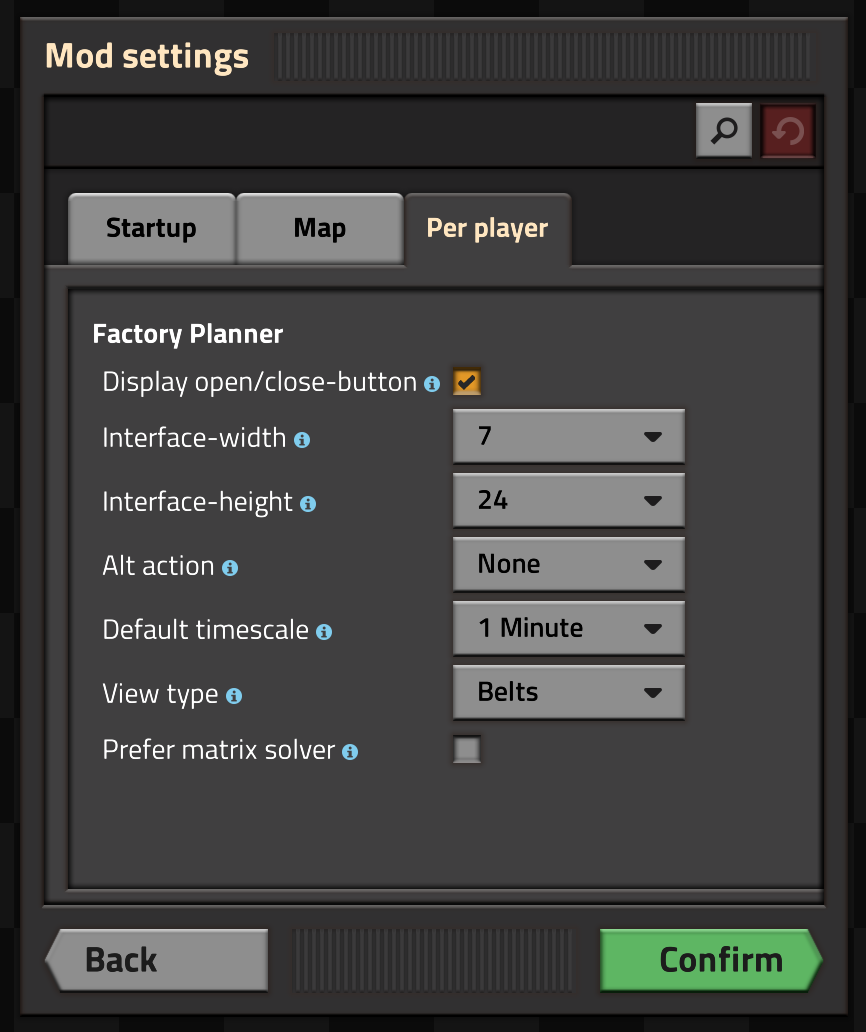 Mod settings
Startup Map Per player
Factory Planner
Display open/close-button
Interface-width 7
Interface-height 24
Alt action None
Default timescale 1 Minute
View type Belts
Prefer matrix solver
Back Confirm